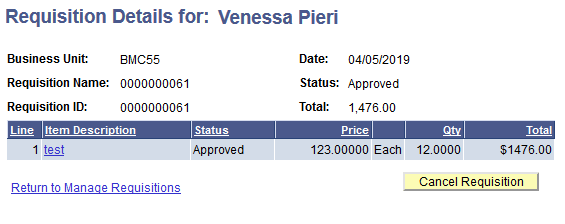 Requisition Details for: Venessa Pieri
Business Unit: BMC55 Date: 04/05/2019
Requisition Name: 0000000061 Status: Approved
Requisition ID: 0000000061 Total: 1,476.00
Line Item Description Status Price Qty Total
1 test Approved 123.00000 Each 12.0000 $1476.00
Return to Manage Requisitions Cancel Requisition